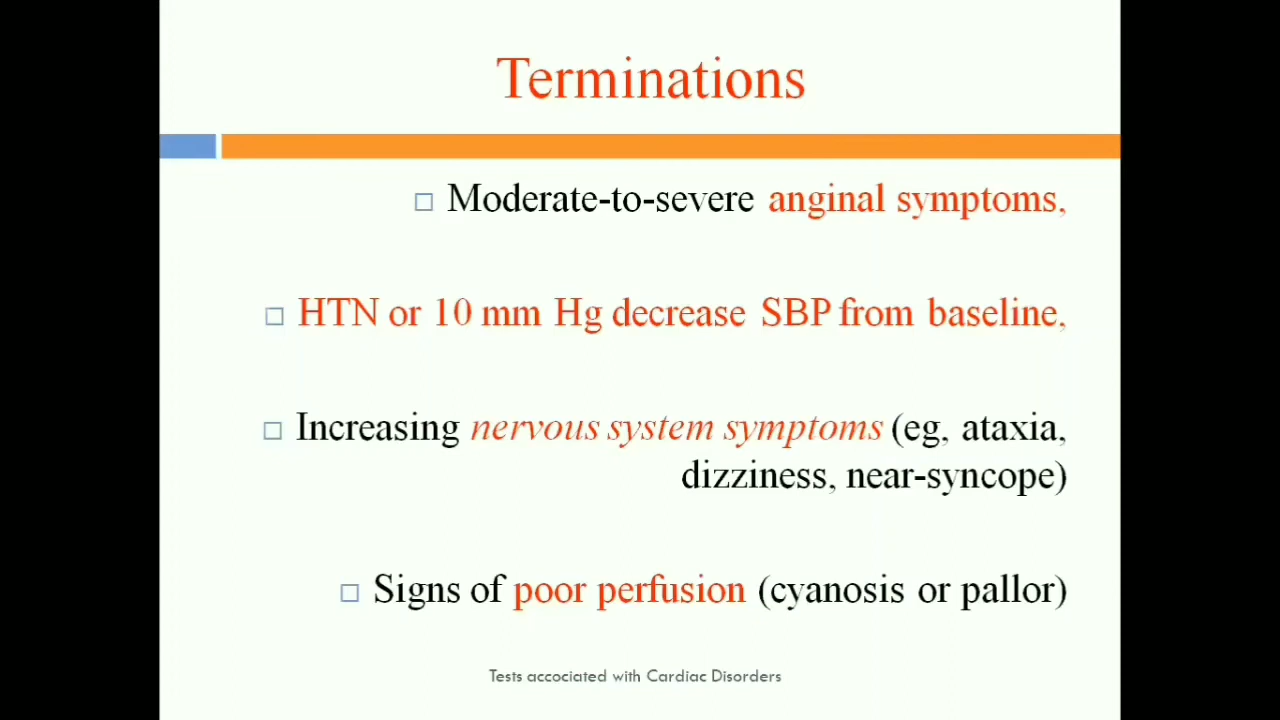 Terminations
□ Moderate-to-severe anginal symptoms,
□ HTN or 10 mm Hg decrease SBP from baseline,
□ Increasing nervous system symptoms (eg, ataxia,
dizziness, near-syncope)
□ Signs of poor perfusion (cyanosis or pallor)
Tests accociated with Cardiac Disorders